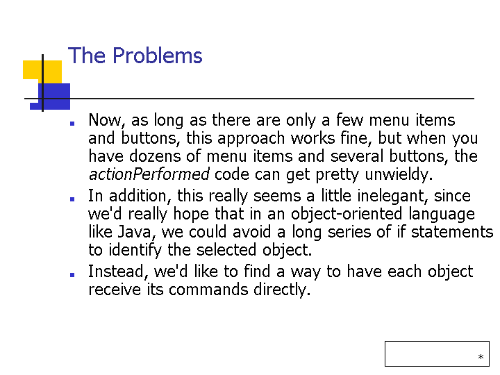 The Problems
Now, as long as there are only a few menu items
and buttons, this approach works fine, but when you
have dozens of menu items and several buttons, the
actionPerformed code can get pretty unwieldy.
In addition, this really seems a little inelegant, since
we'd really hope that in an object-oriented language
like Java, we could avoid a long series of if statements
to identify the selected object.
Instead, we'd like to find a way to have each object
receive its commands directly.
*